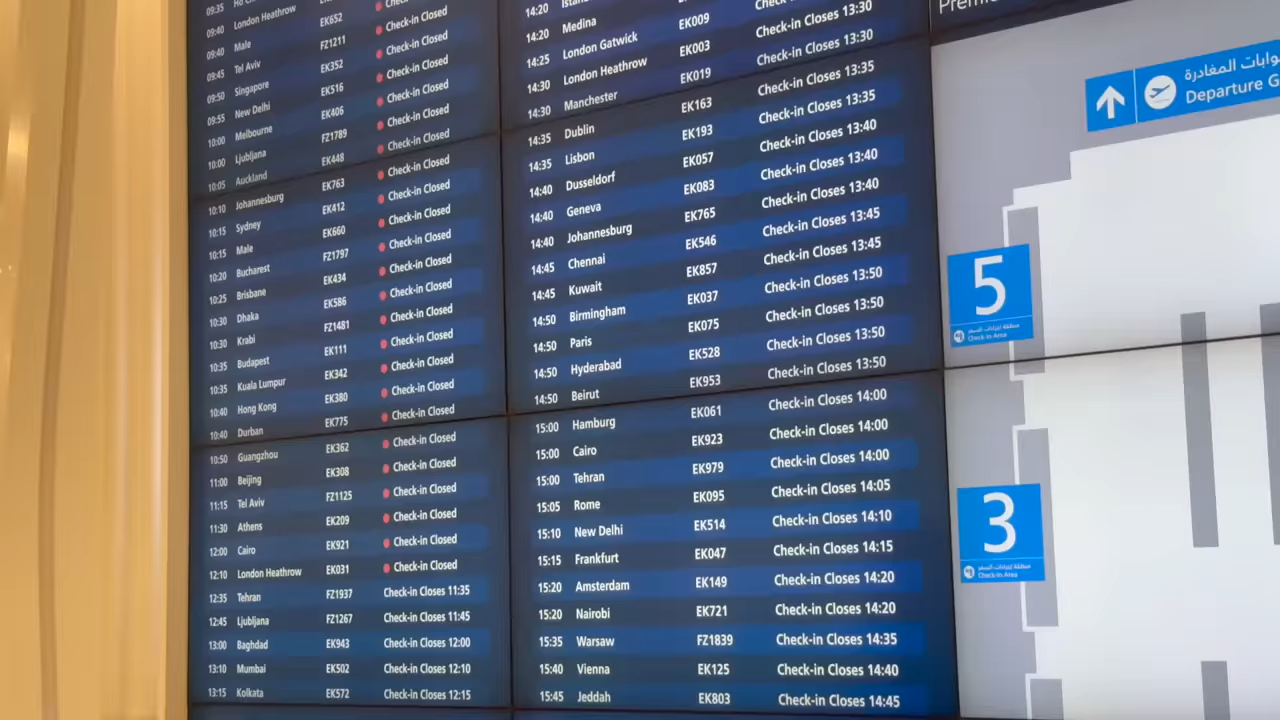 09:35
09:40 London Heathrow
09:40 Male EK652 Check-in Closed
09:45 Tel Aviv FZ1211 Check-in Closed
09:50 Singapore EK352 Check-in Closed
09:55 New Delhi EK516 Check-in Closed
10:00 Melbourne EK406 Check-in Closed
10:00 Ljubljana FZ1789 Check-in Closed
10:05 Auckland EK448 Check-in Closed
10:10 Johannesburg EK763 Check-in Closed
10:15 Sydney EK412 Check-in Closed
10:15 Male EK660 Check-in Closed
10:20 Bucharest FZ1797 Check-in Closed
10:25 Brisbane EK434 Check-in Closed
10:30 Dhaka EK586 Check-in Closed
10:30 Krabi FZ1481 Check-in Closed
10:35 Budapest EK111 Check-in Closed
10:35 Kuala Lumpur EK342 Check-in Closed
10:40 Hong Kong EK380 Check-in Closed
10:40 Durban EK775 Check-in Closed
10:50 Guangzhou EK362 Check-in Closed
11:00 Beijing EK308 Check-in Closed
11:15 Tel Aviv FZ1125 Check-in Closed
11:30 Athens EK209 Check-in Closed
12:00 Cairo EK921 Check-in Closed
12:10 London Heathrow EK031 Check-in Closed
12:35 Tehran FZ1937 Check-in Closes 11:35
12:45 Ljubljana FZ1267 Check-in Closes 11:45
13:00 Baghdad EK943 Check-in Closes 12:00
13:10 Mumbai EK502 Check-in Closes 12:10
13:15 Kolkata EK572 Check-in Closes 12:15
14:20
14:20 Medina
14:25 London Gatwick EK009
14:30 London Heathrow EK003 Check-in Closes 13:30
14:30 Manchester EK019 Check-in Closes 13:30
14:35 Dublin EK163 Check-in Closes 13:35
14:35 Lisbon EK193 Check-in Closes 13:35
14:40 Dusseldorf EK057 Check-in Closes 13:40
14:40 Geneva EK083 Check-in Closes 13:40
14:40 Johannesburg EK765 Check-in Closes 13:40
14:45 Chennai EK546 Check-in Closes 13:45
14:45 Kuwait EK857 Check-in Closes 13:45
14:50 Birmingham EK037 Check-in Closes 13:50
14:50 Paris EK075 Check-in Closes 13:50
14:50 Hyderabad EK528 Check-in Closes 13:50
14:50 Beirut EK953 Check-in Closes 13:50
15:00 Hamburg EK061 Check-in Closes 14:00
15:00 Cairo EK923 Check-in Closes 14:00
15:00 Tehran EK979 Check-in Closes 14:00
15:05 Rome EK095 Check-in Closes 14:05
15:10 New Delhi EK514 Check-in Closes 14:10
15:15 Frankfurt EK047 Check-in Closes 14:15
15:20 Amsterdam EK149 Check-in Closes 14:20
15:20 Nairobi EK721 Check-in Closes 14:20
15:35 Warsaw FZ1839 Check-in Closes 14:35
15:40 Vienna EK125 Check-in Closes 14:40
15:45 Jeddah EK803 Check-in Closes 14:45
المغادرة
Departure G
5
منطقة إجراءات السفر
Check-in Area
3
منطقة إجراءات السفر
Check-in Area